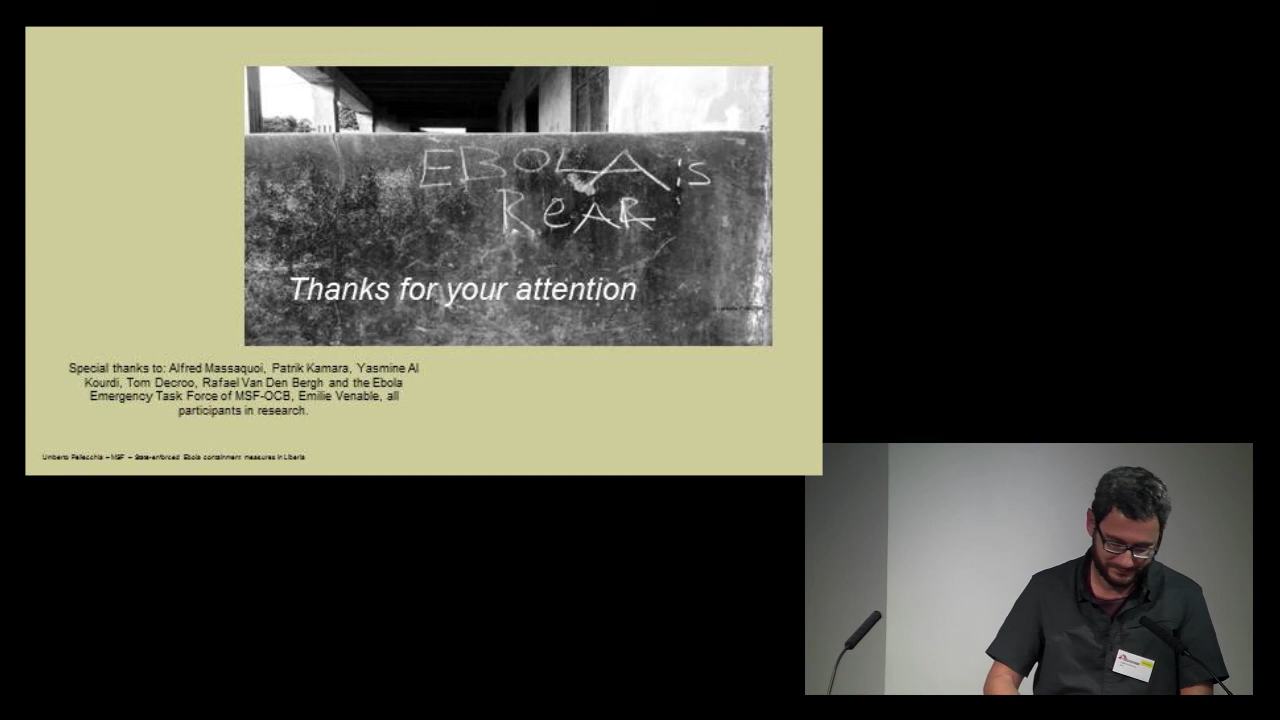 EBOLA is
ReAR
Thanks for your attention
Special thanks to: Alfred Massaquoi, Patrik Kamara, Yasmine Al
Kourdi, Tom Decroo, Rafael Van Den Bergh and the Ebola
Emergency Task Force of MSF-OCB, Emilie Venable, all
participants in research.
Umberto Pellecchia – MSF – State-enforced Ebola containment measures in Liberia